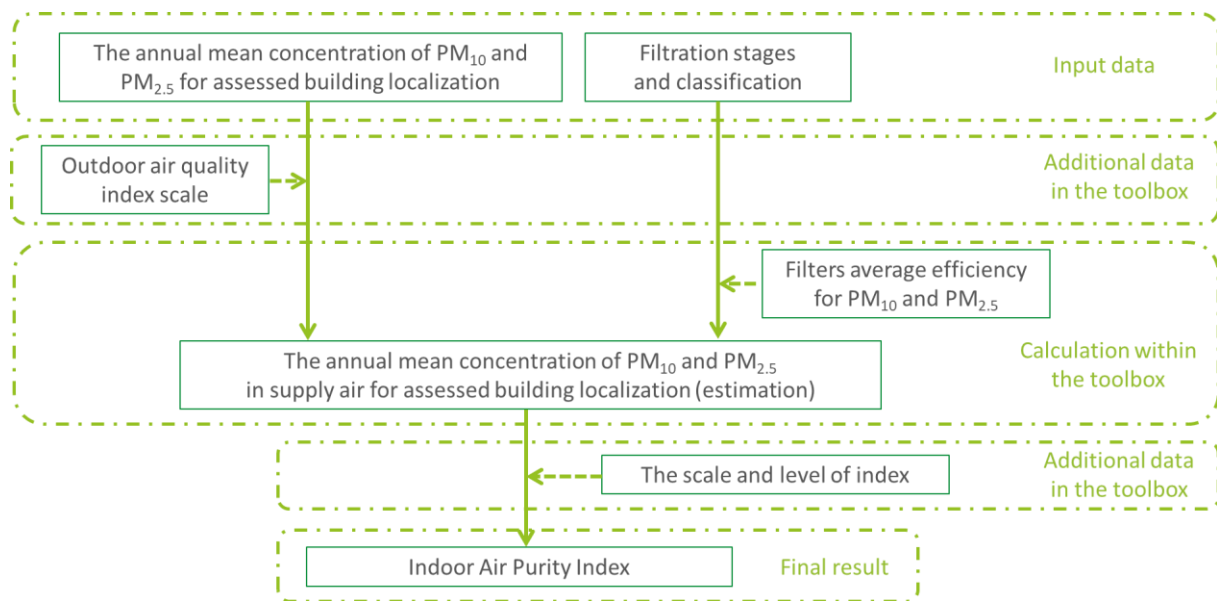 The annual mean concentration of PM10 and
PM2.5 for assessed building localization
Filtration stages
and classification
Input data
Outdoor air quality
index scale
Additional data
in the toolbox
Filters average efficiency
for PM10 and PM2.5
The annual mean concentration of PM10 and PM2.5
in supply air for assessed building localization (estimation)
Calculation within
the toolbox
The scale and level of index
Additional data
in the toolbox
Indoor Air Purity Index
Final result